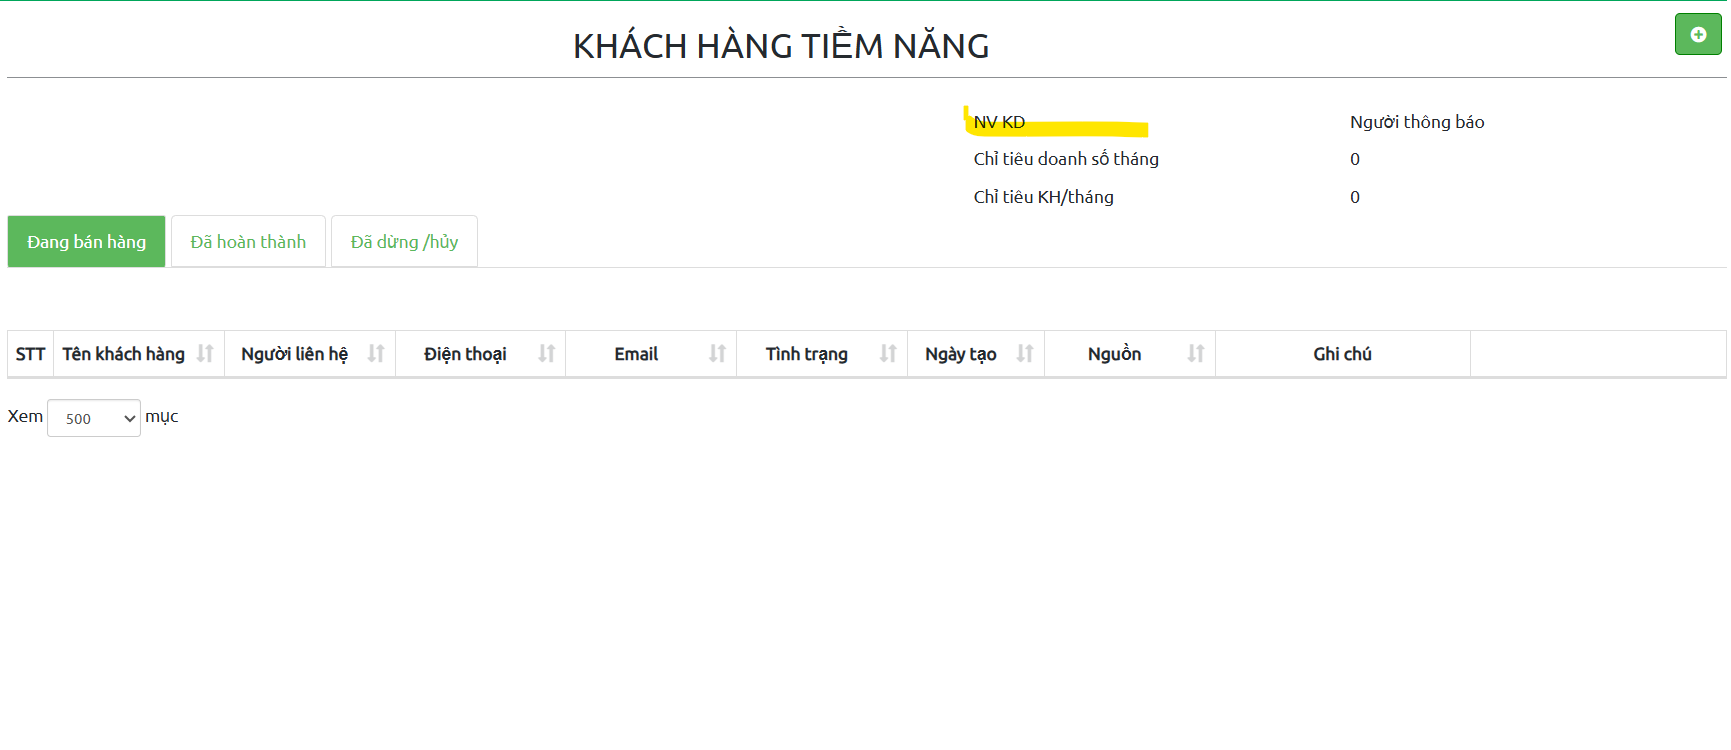 KHÁCH HÀNG TIỀM NĂNG
NV KD Người thông báo
Chỉ tiêu doanh số tháng 0
Chỉ tiêu KH/tháng 0
Đang bán hàng Đã hoàn thành Đã dừng /hủy
STT Tên khách hàng Người liên hệ Điện thoại Email Tình trạng Ngày tạo Nguồn Ghi chú
Xem 500 mục